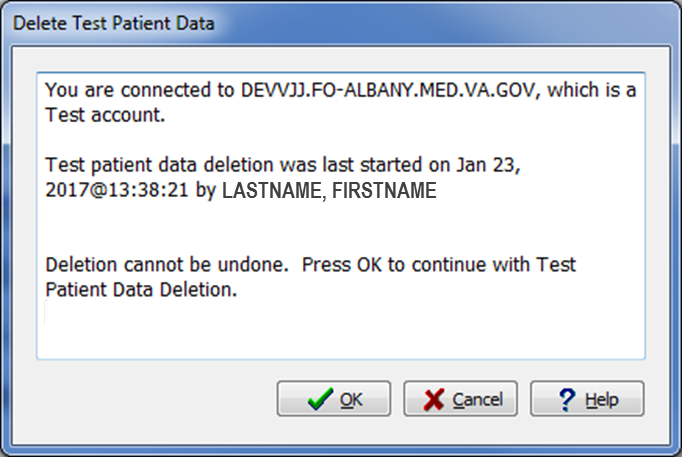 Delete Test Patient Data
You are connected to DEVVJJ.FO-ALBANY.MED.VA.GOV, which is a
Test account.
Test patient data deletion was last started on Jan 23,
2017@13:38:21 by LASTNAME, FIRSTNAME
Deletion cannot be undone.  Press OK to continue with Test
Patient Data Deletion.
OK Cancel Help